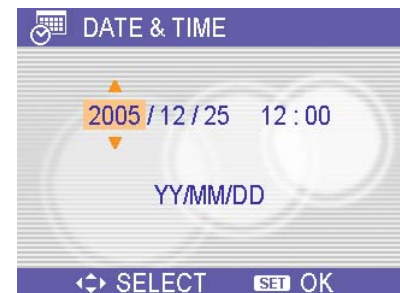 DATE & TIME
2005 / 12 / 25 12 : 00
YY/MM/DD
SELECT SET OK